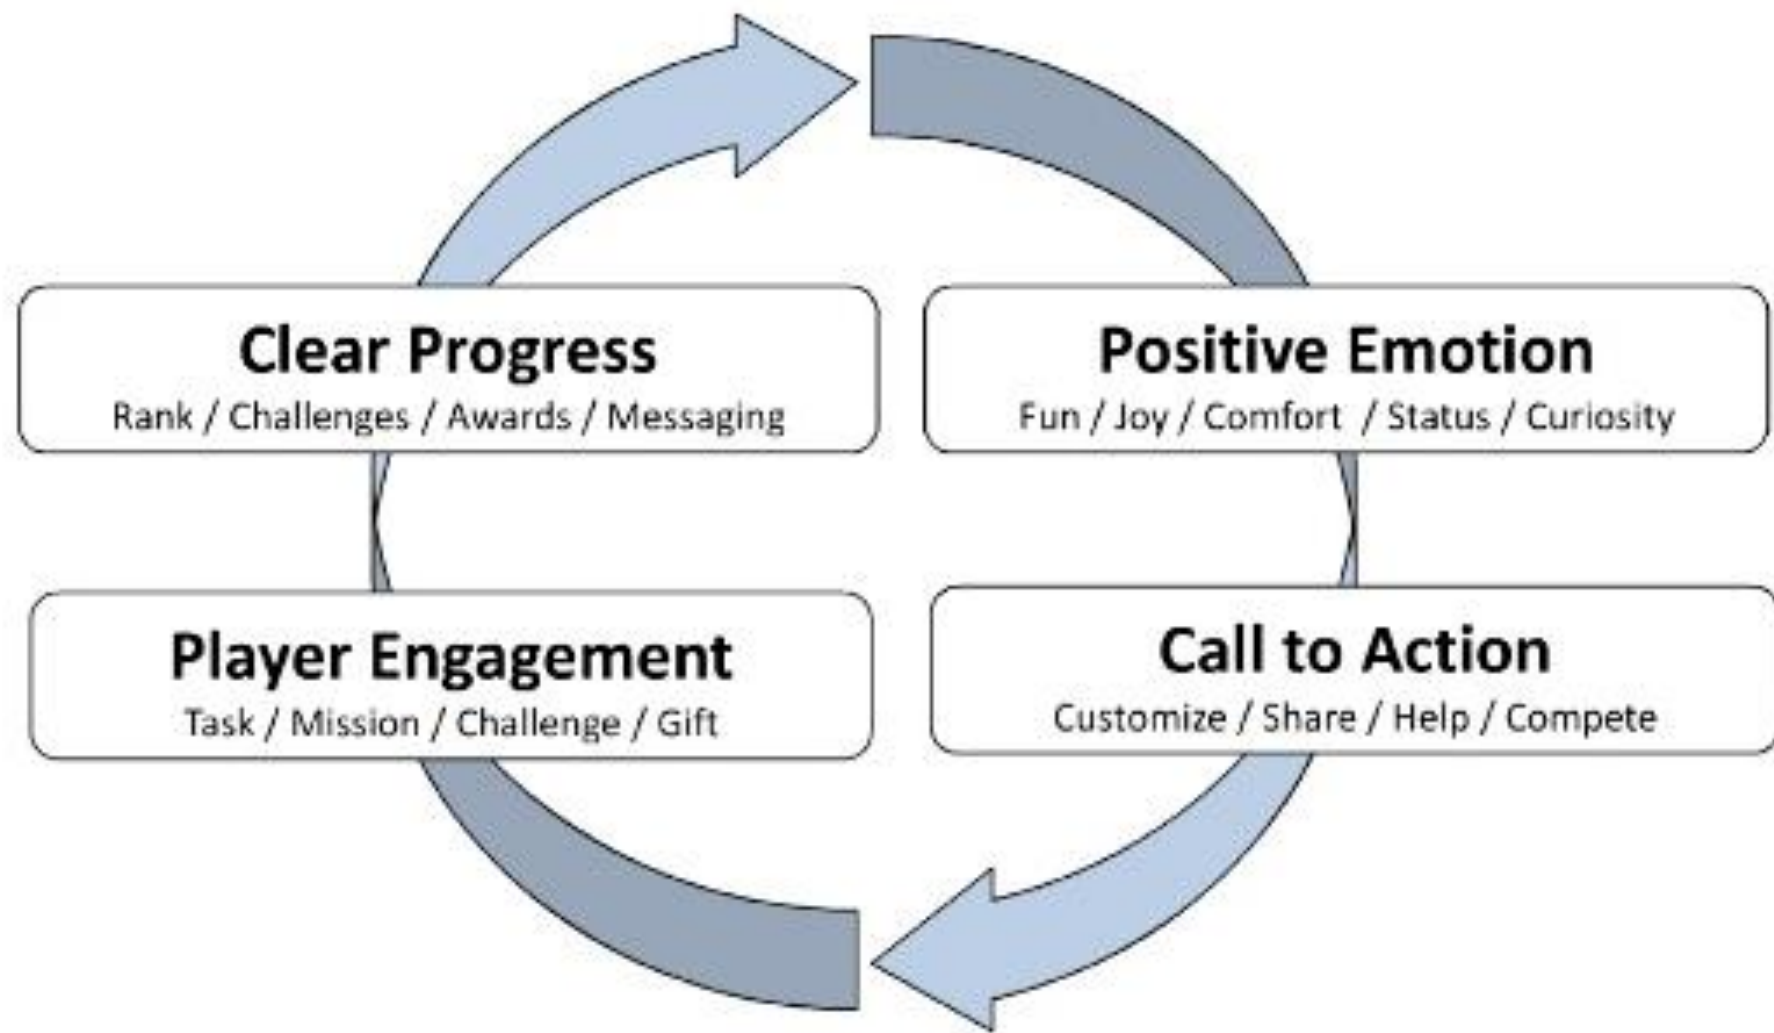 Clear Progress
Rank / Challenges / Awards / Messaging
Positive Emotion
Fun / Joy / Comfort / Status / Curiosity
Player Engagement
Task / Mission / Challenge / Gift
Call to Action
Customize / Share / Help / Compete